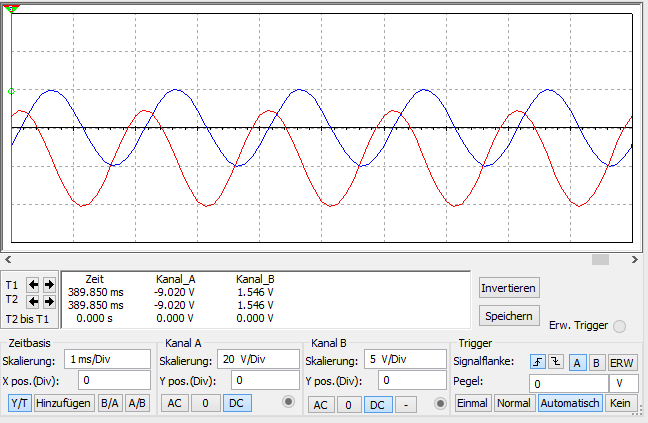 Zeit Kanal_A Kanal_B
T1 389.850 ms -9.020 V 1.546 V
T2 389.850 ms -9.020 V 1.546 V
T2 bis T1 0.000 s 0.000 V 0.000 V
Invertieren
Speichern
Erw. Trigger
Zeitbasis
Skalierung: 1 ms/Div
X pos.(Div): 0
Y/T Hinzufügen B/A A/B
Kanal A
Skalierung: 20 V/Div
Y pos.(Div): 0
AC 0 DC
Kanal B
Skalierung: 5 V/Div
Y pos.(Div): 0
AC 0 DC -
Trigger
Signalflanke: A B ERW
Pegel: 0 V
Einmal Normal Automatisch Kein